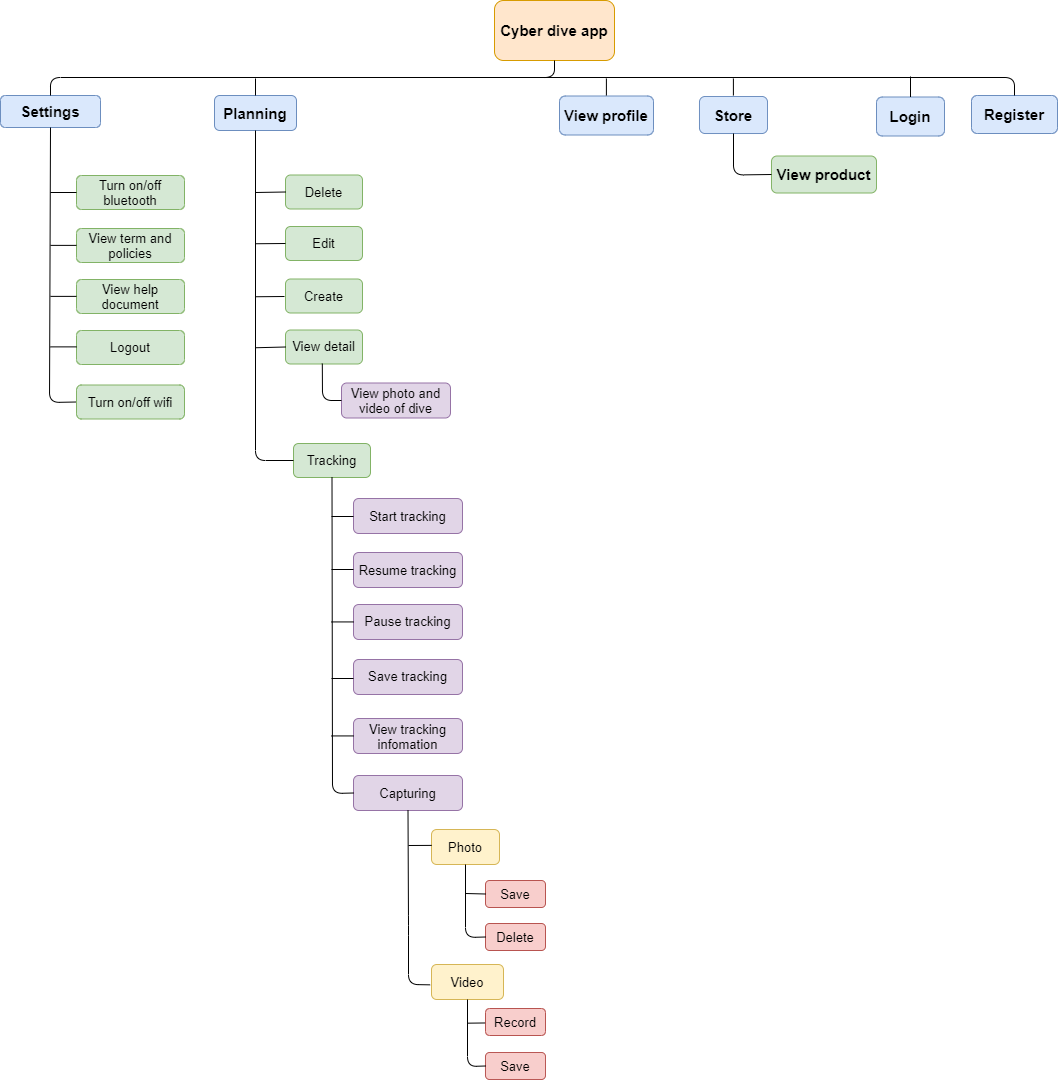 Cyber dive app
Settings
Planning
View profile
Store
Login
Register
View product
Turn on/off
bluetooth
View term and
policies
View help
document
Logout
Turn on/off wifi
Delete
Edit
Create
View detail
View photo and
video of dive
Tracking
Start tracking
Resume tracking
Pause tracking
Save tracking
View tracking
infomation
Capturing
Photo
Save
Delete
Video
Record
Save